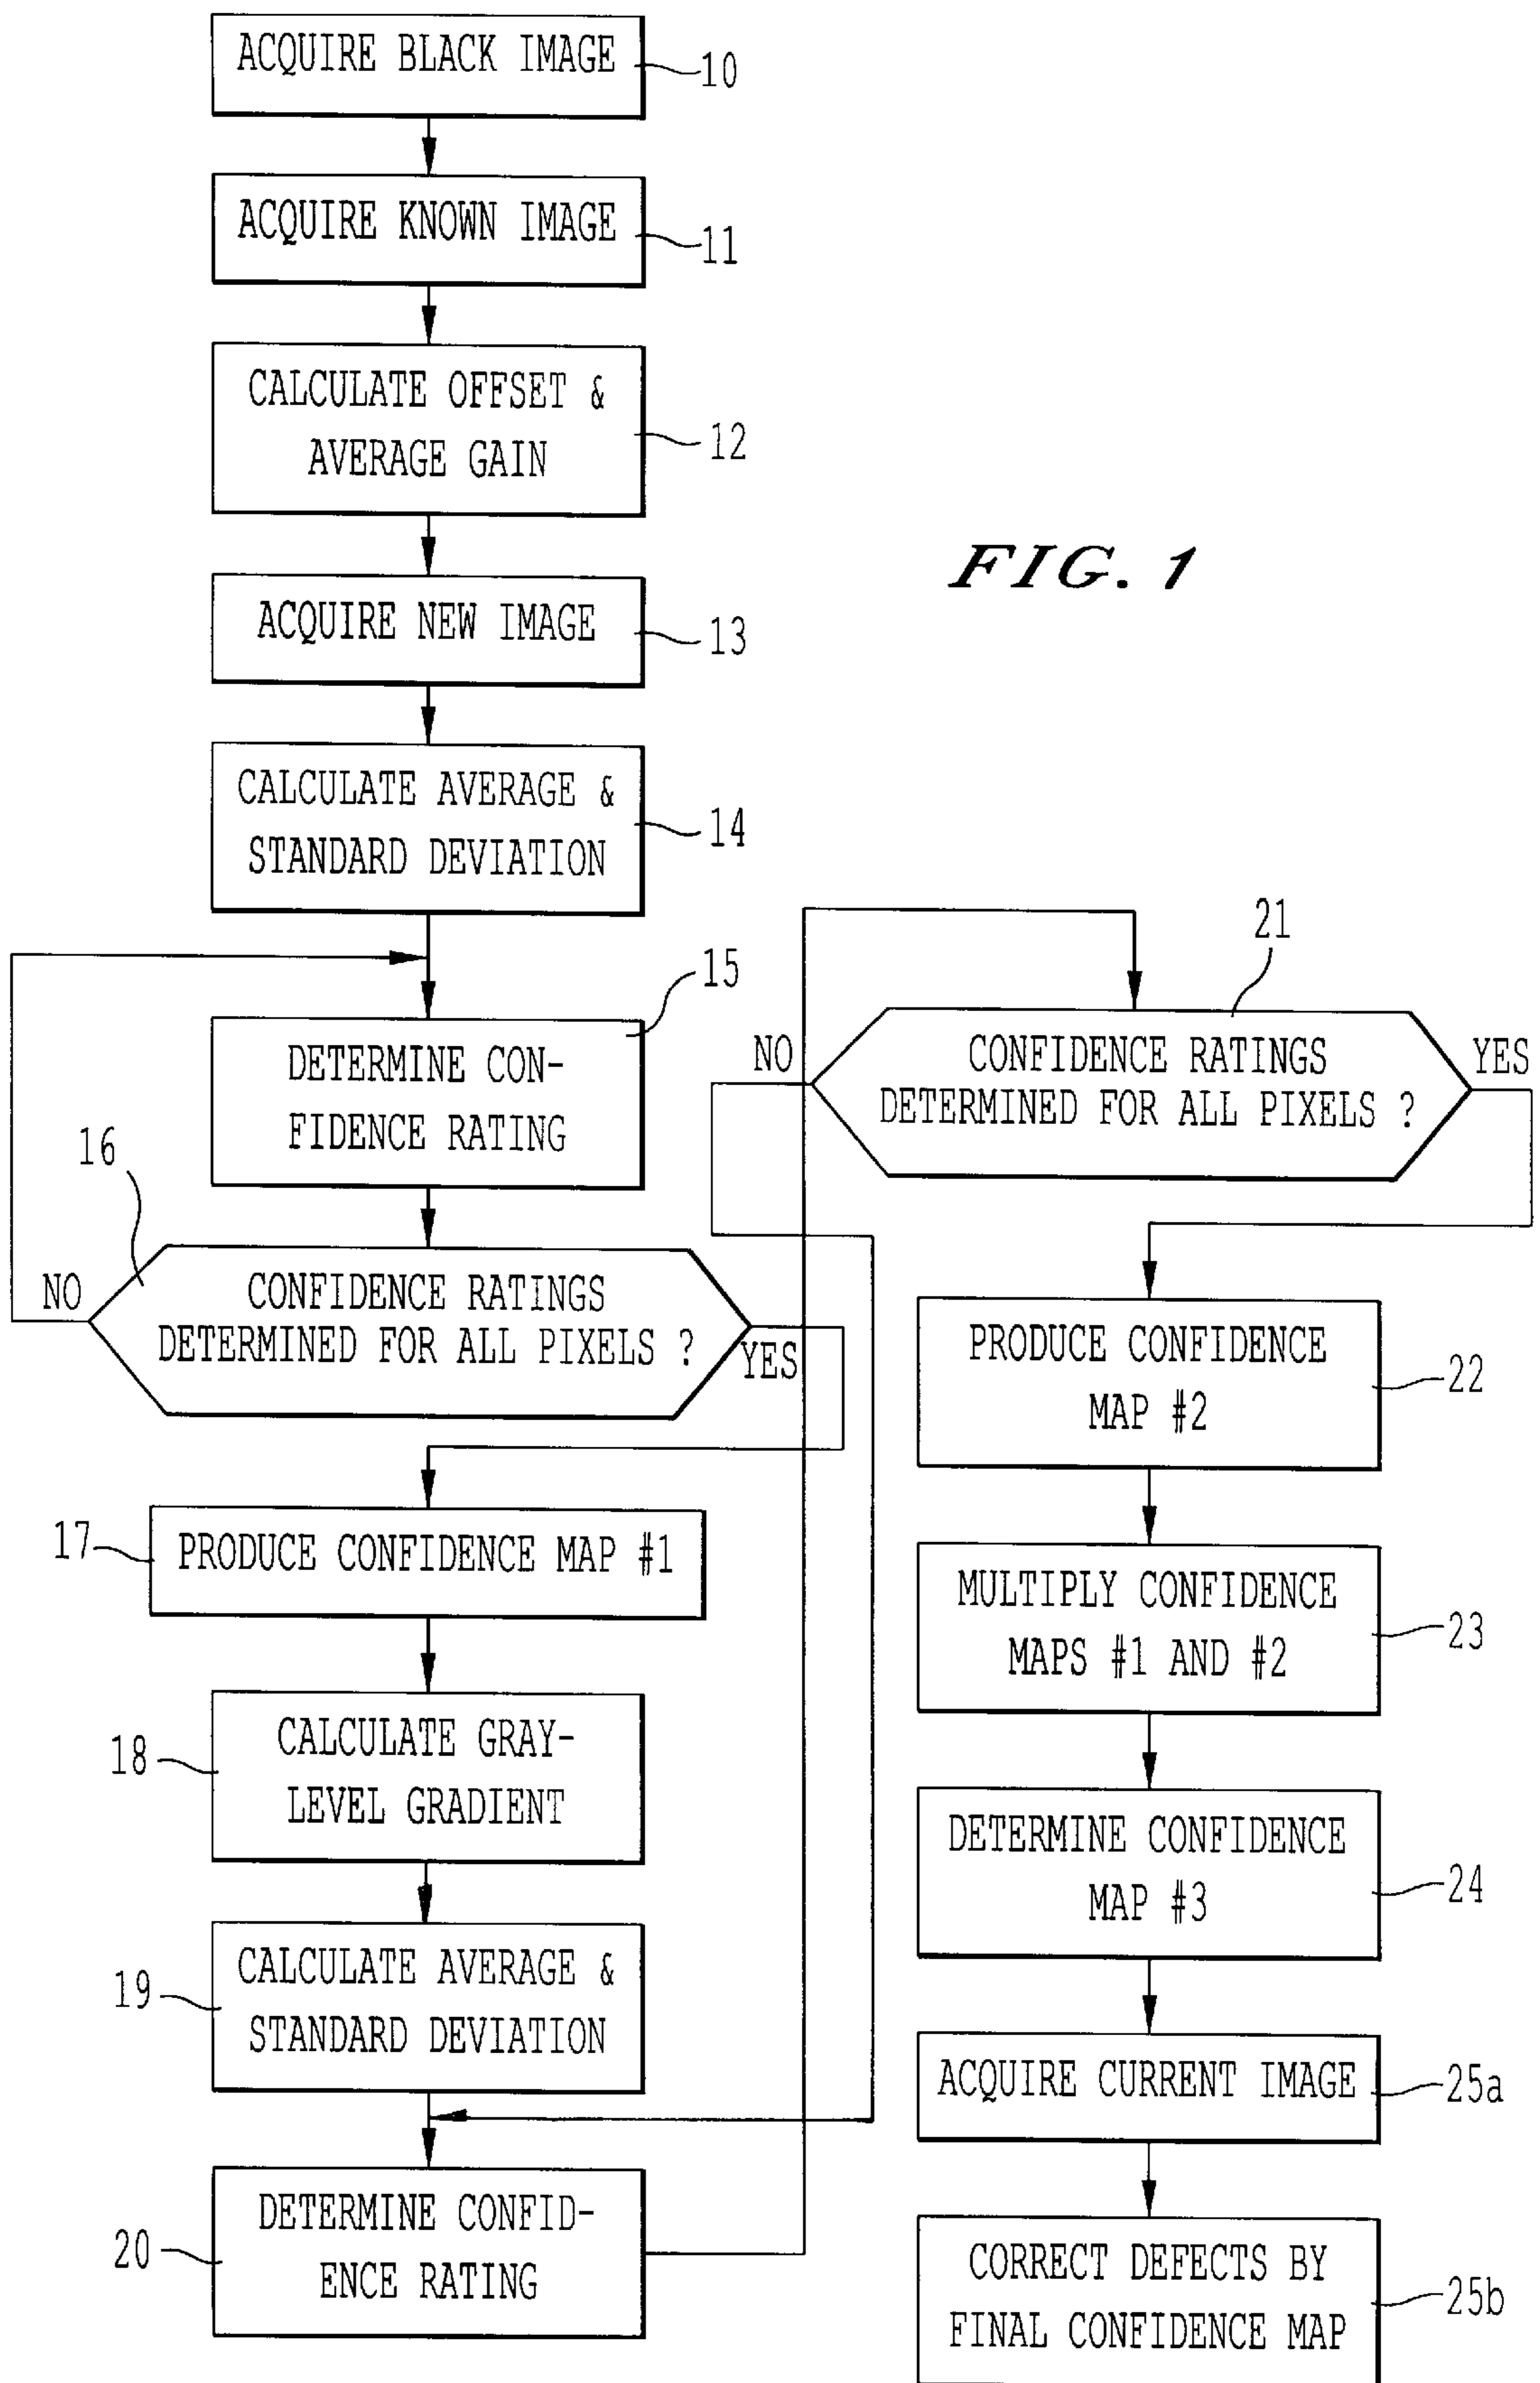 ACQUIRE BLACK IMAGE
10
ACQUIRE KNOWN IMAGE
11
CALCULATE OFFSET &
AVERAGE GAIN
12
FIG. 1
ACQUIRE NEW IMAGE
13
CALCULATE AVERAGE &
STANDARD DEVIATION
14
DETERMINE CON-
FIDENCE RATING
15
16
NO
CONFIDENCE RATINGS
DETERMINED FOR ALL PIXELS ?
YES
17
PRODUCE CONFIDENCE MAP #1
18
CALCULATE GRAY-
LEVEL GRADIENT
19
CALCULATE AVERAGE &
STANDARD DEVIATION
20
DETERMINE CONFID-
ENCE RATING
21
NO
CONFIDENCE RATINGS
DETERMINED FOR ALL PIXELS ?
YES
PRODUCE CONFIDENCE
MAP #2
22
MULTIPLY CONFIDENCE
MAPS #1 AND #2
23
DETERMINE CONFIDENCE
MAP #3
24
ACQUIRE CURRENT IMAGE
25a
CORRECT DEFECTS BY
FINAL CONFIDENCE MAP
25b